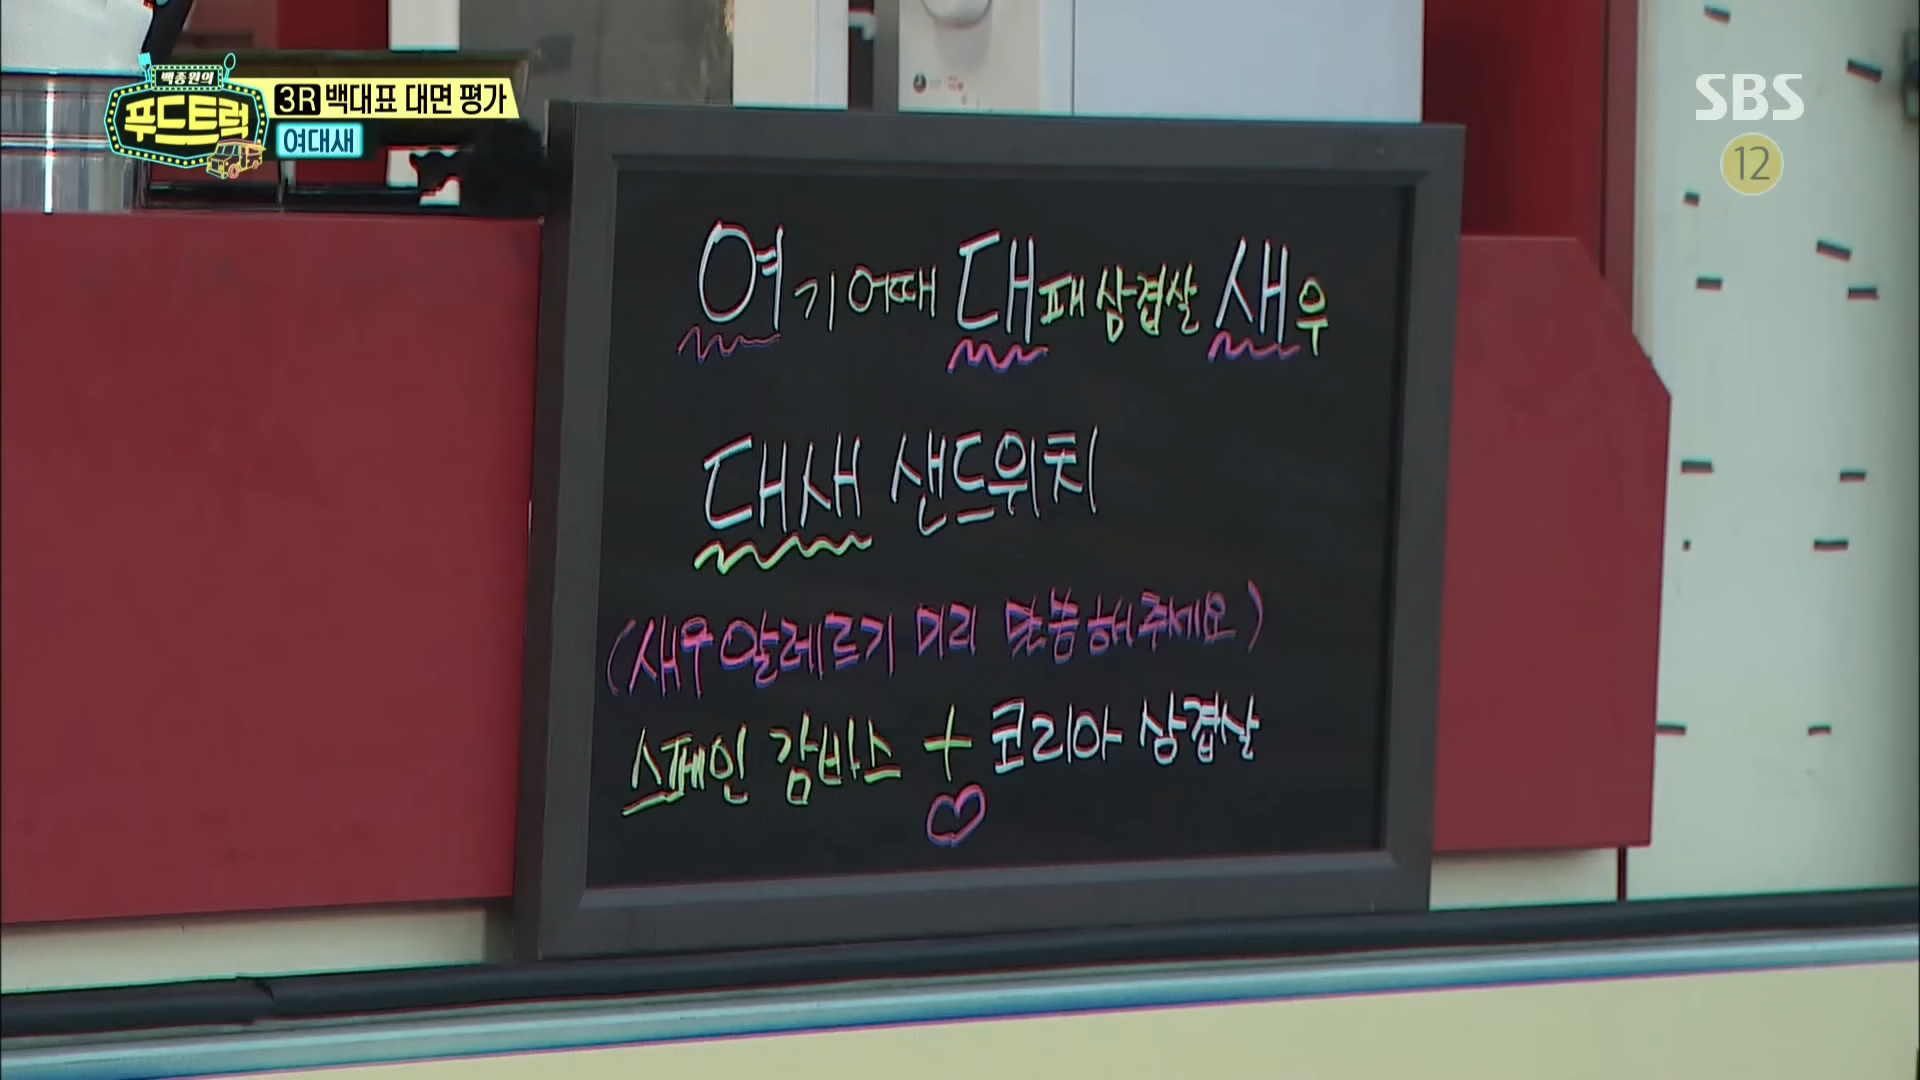 백종원의
푸드트럭
3R 백대표 대면 평가
여대새
SBS
12
여기어때 대패삼겹살 새우
대새 샌드위치
(새우알레르기 미리 말씀해주세요)
스페인 감바스 + 코리아 삼겹살